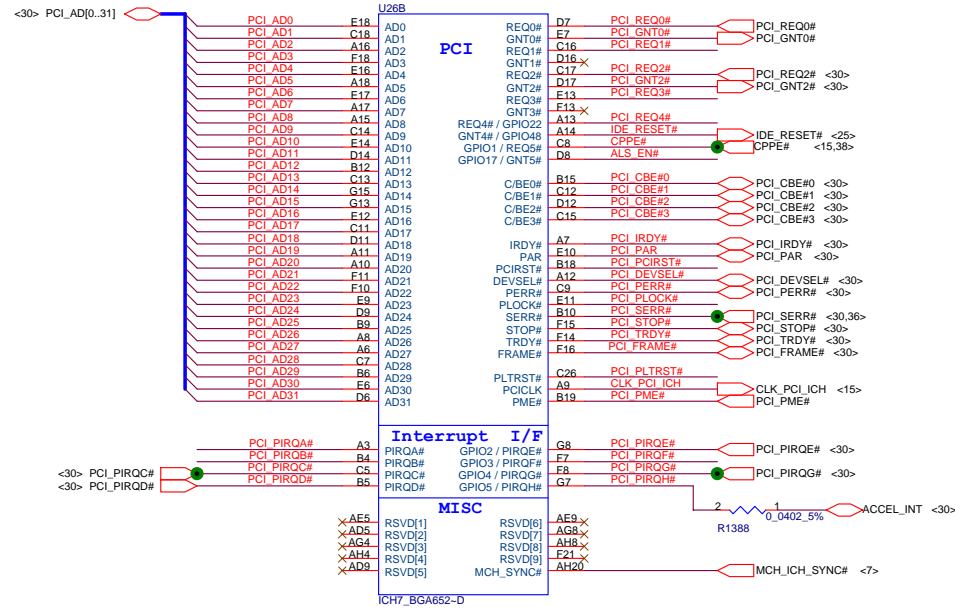 U26B
<30> PCI_AD[0..31]
PCI
PCI_AD0 E18 AD0 REQ0# D7 PCI_REQ0# PCI_REQ0#
PCI_AD1 C18 AD1 GNT0# E7 PCI_GNT0# PCI_GNT0#
PCI_AD2 A16 AD2 REQ1# C16 PCI_REQ1#
PCI_AD3 F18 AD3 GNT1# D16
PCI_AD4 E16 AD4 REQ2# C17 PCI_REQ2# PCI_REQ2# <30>
PCI_AD5 A18 AD5 GNT2# D17 PCI_GNT2# PCI_GNT2# <30>
PCI_AD6 E17 AD6 REQ3# E13 PCI_REQ3#
PCI_AD7 A17 AD7 GNT3# F13
PCI_AD8 A15 AD8 REQ4# / GPIO22 A13 PCI_REQ4#
PCI_AD9 C14 AD9 GNT4# / GPIO48 A14 IDE_RESET# IDE_RESET# <25>
PCI_AD10 E14 AD10 GPIO1 / REQ5# C8 CPPE# CPPE# <15,38>
PCI_AD11 D14 AD11 GPIO17 / GNT5# D8 ALS_EN#
PCI_AD12 B12 AD12
PCI_AD13 C13 AD13 C/BE0# B15 PCI_CBE#0 PCI_CBE#0 <30>
PCI_AD14 G15 AD14 C/BE1# C12 PCI_CBE#1 PCI_CBE#1 <30>
PCI_AD15 G13 AD15 C/BE2# D12 PCI_CBE#2 PCI_CBE#2 <30>
PCI_AD16 E12 AD16 C/BE3# C15 PCI_CBE#3 PCI_CBE#3 <30>
PCI_AD17 C11 AD17
PCI_AD18 D11 AD18 IRDY# A7 PCI_IRDY# PCI_IRDY# <30>
PCI_AD19 A11 AD19 PAR E10 PCI_PAR PCI_PAR <30>
PCI_AD20 A10 AD20 PCIRST# B18 PCI_PCIRST#
PCI_AD21 F11 AD21 DEVSEL# A12 PCI_DEVSEL# PCI_DEVSEL# <30>
PCI_AD22 F10 AD22 PERR# C9 PCI_PERR# PCI_PERR# <30>
PCI_AD23 E9 AD23 PLOCK# E11 PCI_PLOCK#
PCI_AD24 D9 AD24 SERR# B10 PCI_SERR# PCI_SERR# <30,36>
PCI_AD25 B9 AD25 STOP# F15 PCI_STOP# PCI_STOP# <30>
PCI_AD26 A8 AD26 TRDY# F14 PCI_TRDY# PCI_TRDY# <30>
PCI_AD27 A6 AD27 FRAME# F16 PCI_FRAME# PCI_FRAME# <30>
PCI_AD28 C7 AD28
PCI_AD29 B6 AD29 PLTRST# C26 PCI_PLTRST#
PCI_AD30 E6 AD30 PCICLK A9 CLK_PCI_ICH CLK_PCI_ICH <15>
PCI_AD31 D6 AD31 PME# B19 PCI_PME# PCI_PME#
Interrupt I/F
PCI_PIRQA# A3 PIRQA# GPIO2 / PIRQE# G8 PCI_PIRQE# PCI_PIRQE# <30>
PCI_PIRQB# B4 PIRQB# GPIO3 / PIRQF# F7 PCI_PIRQF#
<30> PCI_PIRQC# PCI_PIRQC# C5 PIRQC# GPIO4 / PIRQG# F8 PCI_PIRQG# PCI_PIRQG# <30>
<30> PCI_PIRQD# PCI_PIRQD# B5 PIRQD# GPIO5 / PIRQH# G7 PCI_PIRQH#
2 1 ACCEL_INT <30>
R1388 0_0402_5%
MISC
AE5 RSVD[1] RSVD[6] AE9
AD5 RSVD[2] RSVD[7] AG8
AG4 RSVD[3] RSVD[8] AH8
AH4 RSVD[4] RSVD[9] F21
AD9 RSVD[5] MCH_SYNC# AH20 MCH_ICH_SYNC# <7>
ICH7_BGA652~D